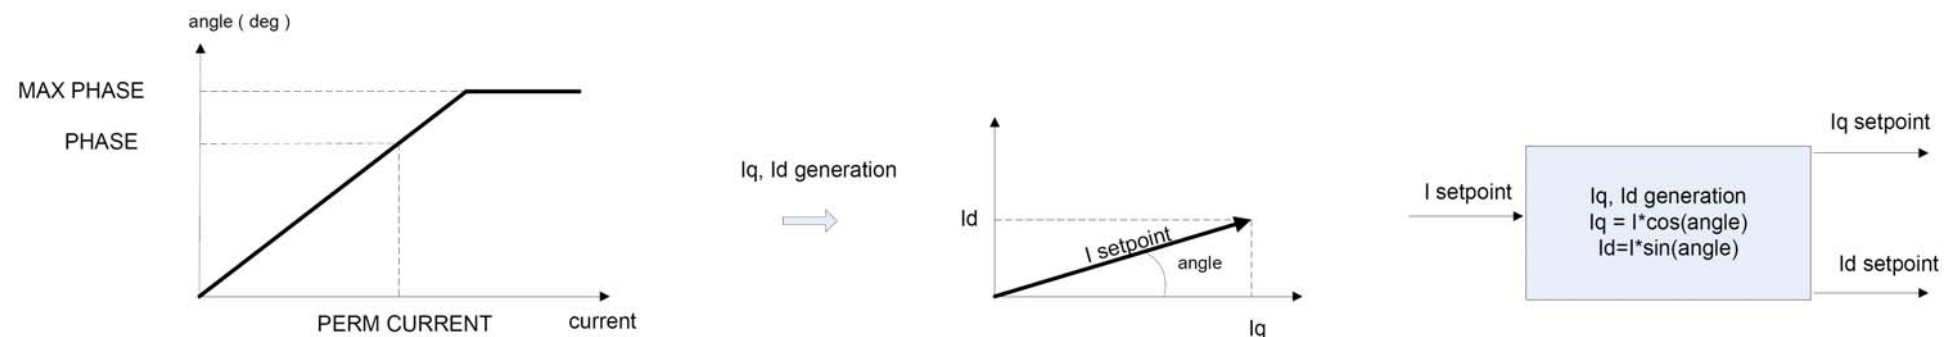 angle ( deg )
MAX PHASE
PHASE
PERM CURRENT
current
Iq, Id generation
Id
I setpoint
angle
Iq
I setpoint
Iq, Id generation
Iq = I*cos(angle)
Id=I*sin(angle)
Iq setpoint
Id setpoint